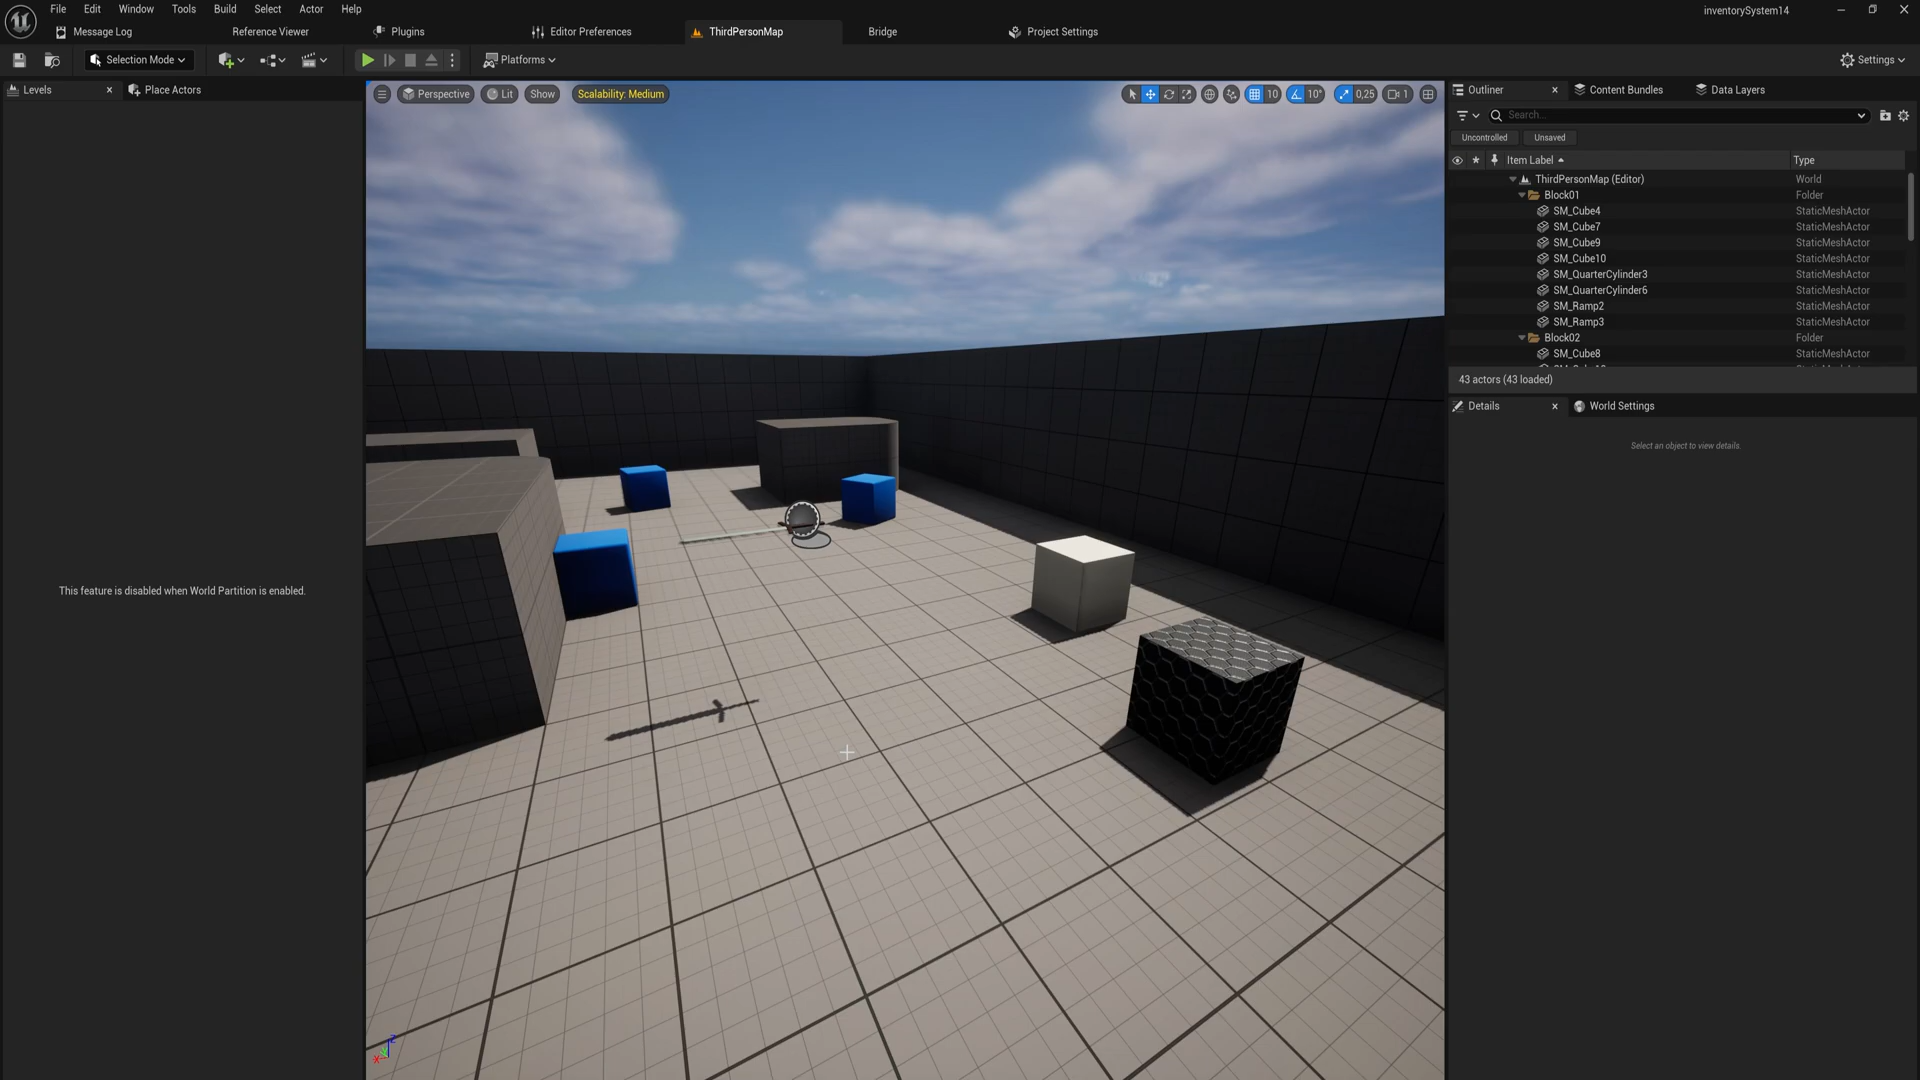 File Edit Window Tools Build Select Actor Help
inventorySystem14
Message Log Reference Viewer Plugins Editor Preferences ThirdPersonMap Bridge Project Settings
Selection Mode Platforms Settings
Levels Place Actors
This feature is disabled when World Partition is enabled.
Perspective Lit Show Scalability: Medium 10 10° 0,25 1
X Z
Outliner Content Bundles Data Layers
Search...
Uncontrolled Unsaved
Item Label Type
ThirdPersonMap (Editor) World
Block01 Folder
SM_Cube4 StaticMeshActor
SM_Cube7 StaticMeshActor
SM_Cube9 StaticMeshActor
SM_Cube10 StaticMeshActor
SM_QuarterCylinder3 StaticMeshActor
SM_QuarterCylinder6 StaticMeshActor
SM_Ramp2 StaticMeshActor
SM_Ramp3 StaticMeshActor
Block02 Folder
SM_Cube8 StaticMeshActor
43 actors (43 loaded)
Details World Settings
Select an object to view details.